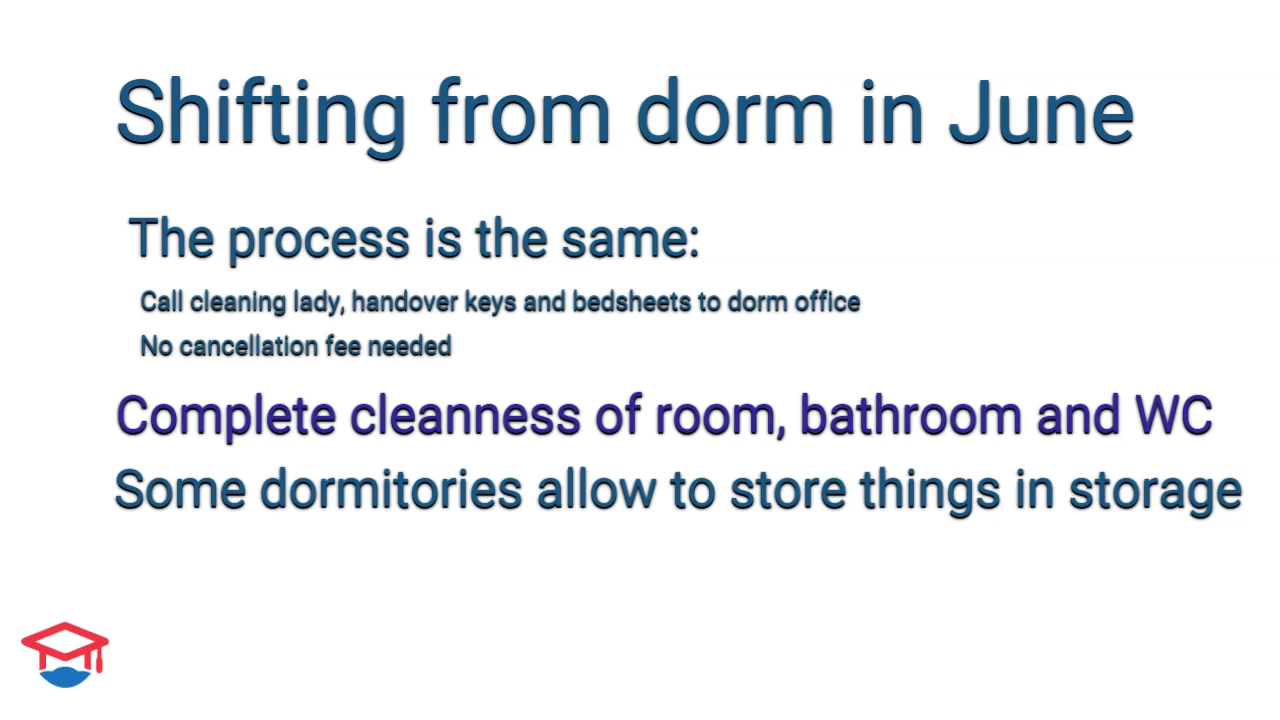 Shifting from dorm in June
The process is the same:
Call cleaning lady, handover keys and bedsheets to dorm office
No cancellation fee needed
Complete cleanness of room, bathroom and WC
Some dormitories allow to store things in storage